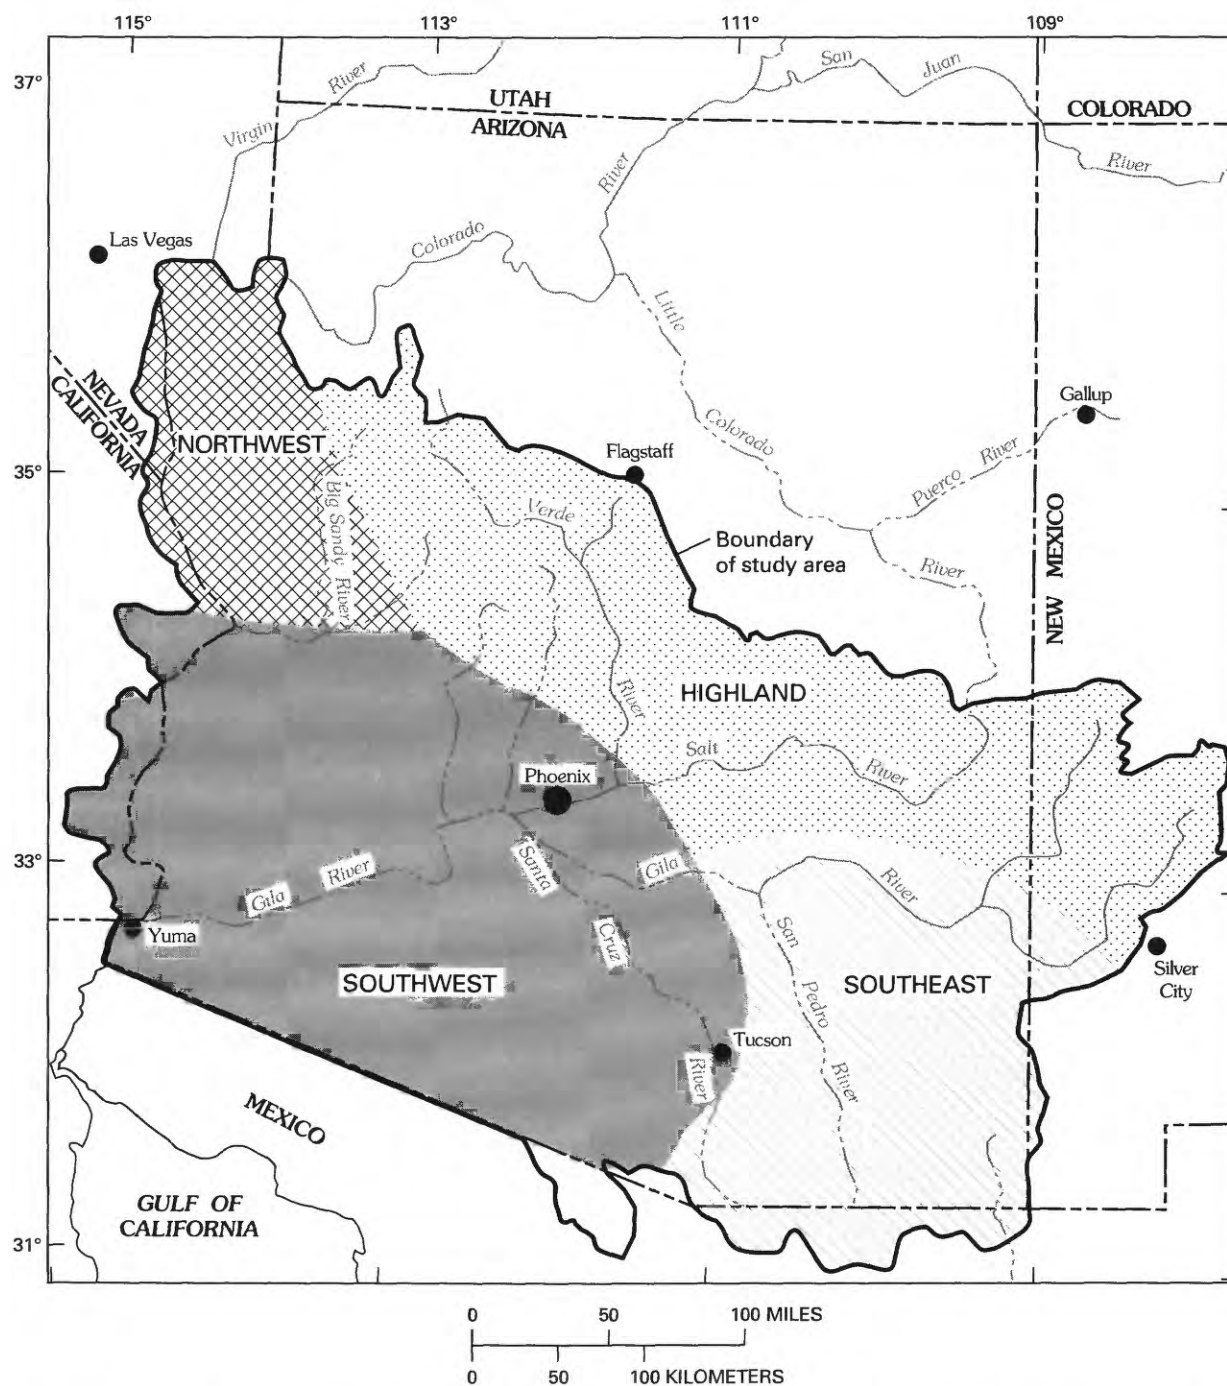 115° 113° 111° 109°
37°
San Juan
River
Virgin
UTAH
ARIZONA
COLORADO
River
River
Las Vegas
Colorado
Little
NEVADA
CALIFORNIA
Gallup
NORTHWEST
Colorado
Flagstaff
35°
Puerco River
Big Sandy River
Verde
Boundary
of study area
River
NEW MEXICO
HIGHLAND
River
Salt
River
Phoenix
33°
Santa
Gila
River
Gila
River
Yuma
Cruz
San
SOUTHWEST
SOUTHEAST
Silver
City
Pedro
Tucson
River
River
MEXICO
GULF OF
CALIFORNIA
31°
0 50 100 MILES
0 50 100 KILOMETERS